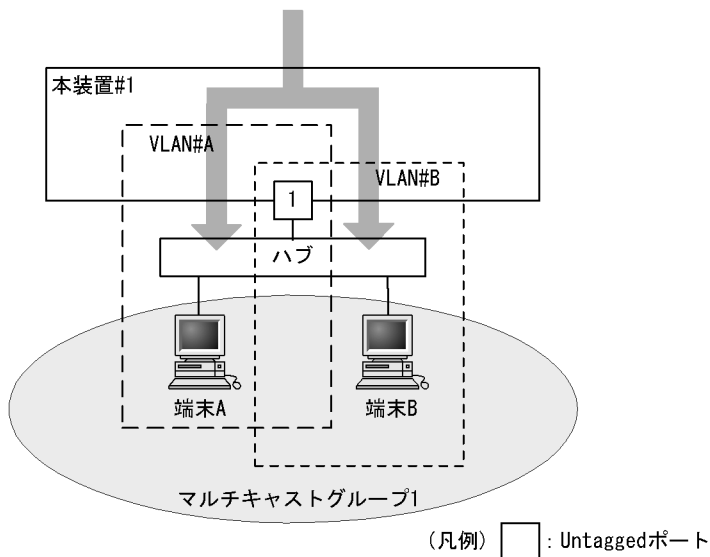 本装置#1
VLAN#A
VLAN#B
1
ハブ
端末A
端末B
マルチキャストグループ1
(凡例) : Untaggedポート